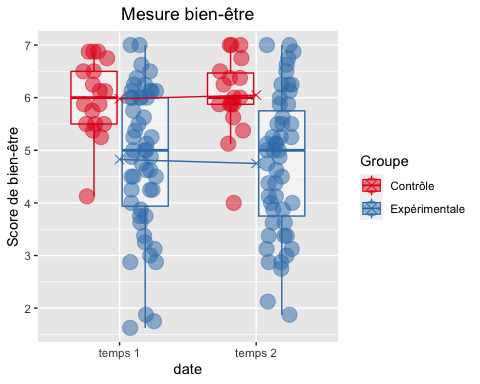 Mesure bien-être
Score de bien-être
7
6
5
4
3
2
temps 1
temps 2
date
Groupe
Contrôle
Expérimentale